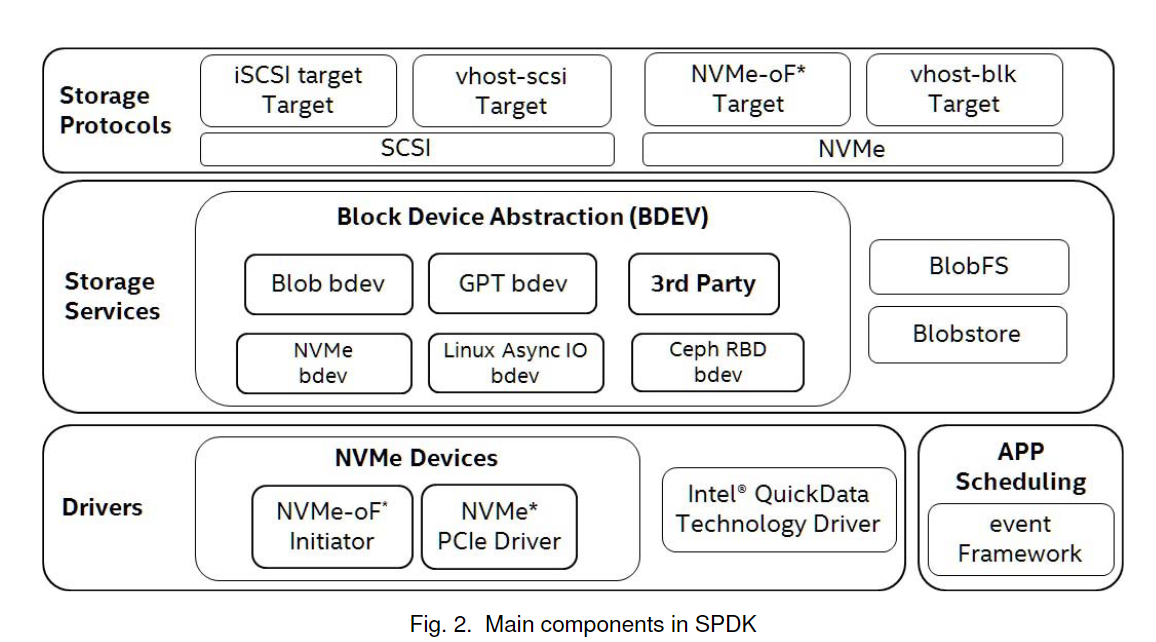 Storage
Protocols
iSCSI target
Target
vhost-scsi
Target
NVMe-oF*
Target
vhost-blk
Target
SCSI
NVMe
Storage
Services
Block Device Abstraction (BDEV)
Blob bdev
GPT bdev
3rd Party
NVMe
bdev
Linux Async IO
bdev
Ceph RBD
bdev
BlobFS
Blobstore
Drivers
NVMe Devices
NVMe-oF*
Initiator
NVMe*
PCIe Driver
Intel® QuickData
Technology Driver
APP
Scheduling
event
Framework
Fig. 2. Main components in SPDK